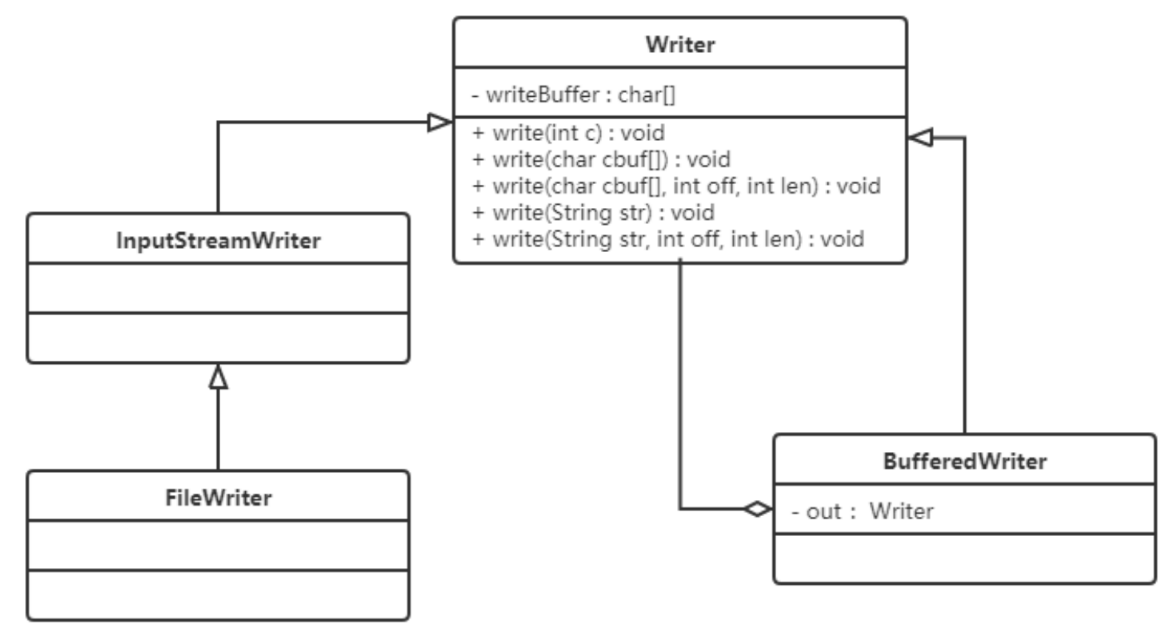 Writer
- writeBuffer : char[]
+ write(int c) : void
+ write(char cbuf[]) : void
+ write(char cbuf[], int off, int len) : void
+ write(String str) : void
+ write(String str, int off, int len) : void
InputStreamWriter
FileWriter
BufferedWriter
- out :  Writer